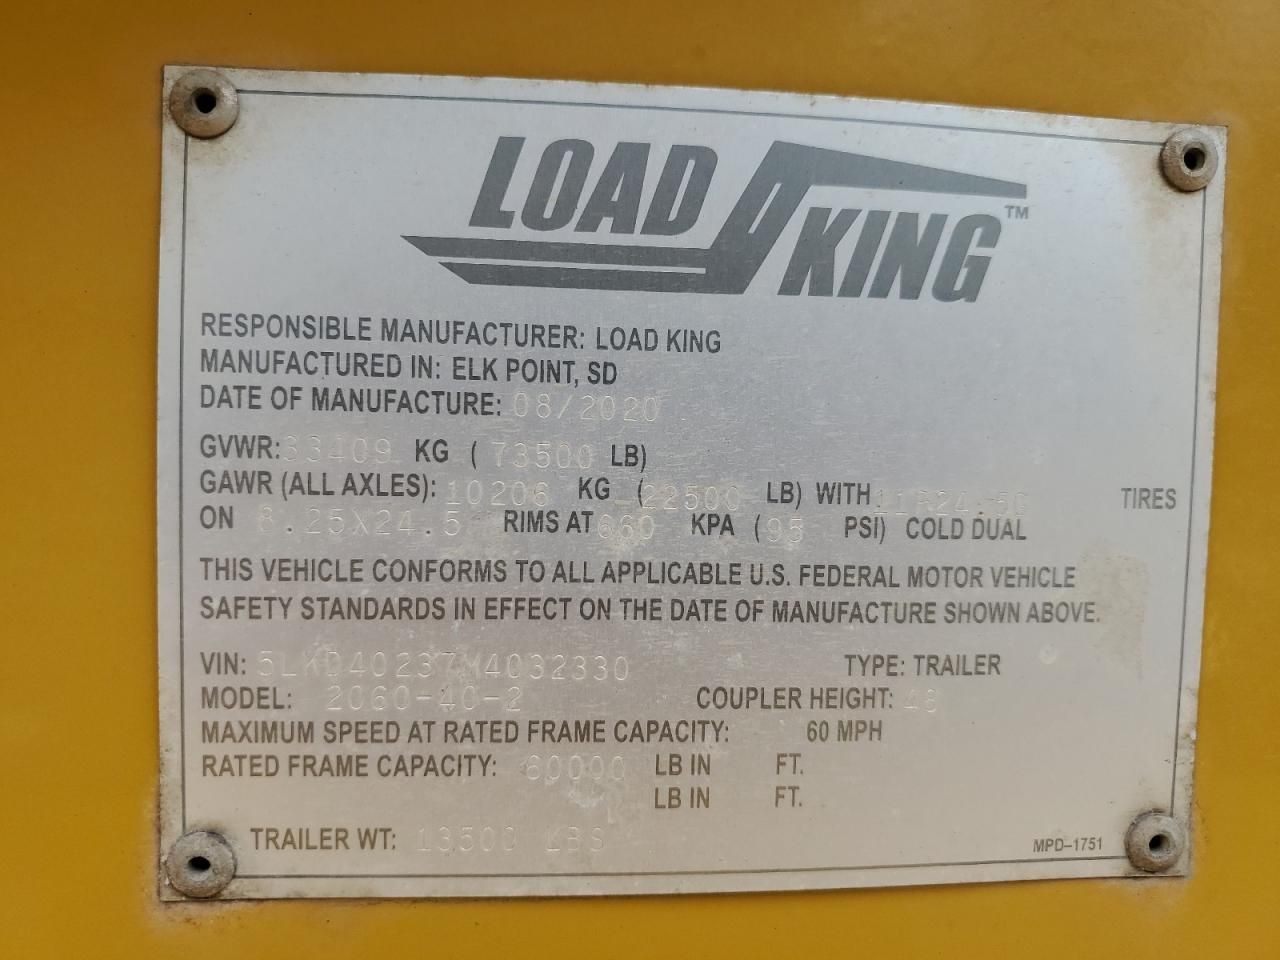 LOAD KING™
RESPONSIBLE MANUFACTURER: LOAD KING
MANUFACTURED IN: ELK POINT, SD
DATE OF MANUFACTURE: 08/2020
GVWR: 33409 KG ( 73500 LB)
GAWR (ALL AXLES): 10206 KG ( 22500 LB) WITH TIRES
ON 8.25X24.5 RIMS AT 660 KPA (95 PSI) COLD DUAL
THIS VEHICLE CONFORMS TO ALL APPLICABLE U.S. FEDERAL MOTOR VEHICLE
SAFETY STANDARDS IN EFFECT ON THE DATE OF MANUFACTURE SHOWN ABOVE.
VIN: TYPE: TRAILER
MODEL: 2060-40-2 COUPLER HEIGHT: 48
MAXIMUM SPEED AT RATED FRAME CAPACITY: 60 MPH
RATED FRAME CAPACITY: 60000 LB IN FT.
LB IN FT.
TRAILER WT: 13500 LBS
MPD–1751